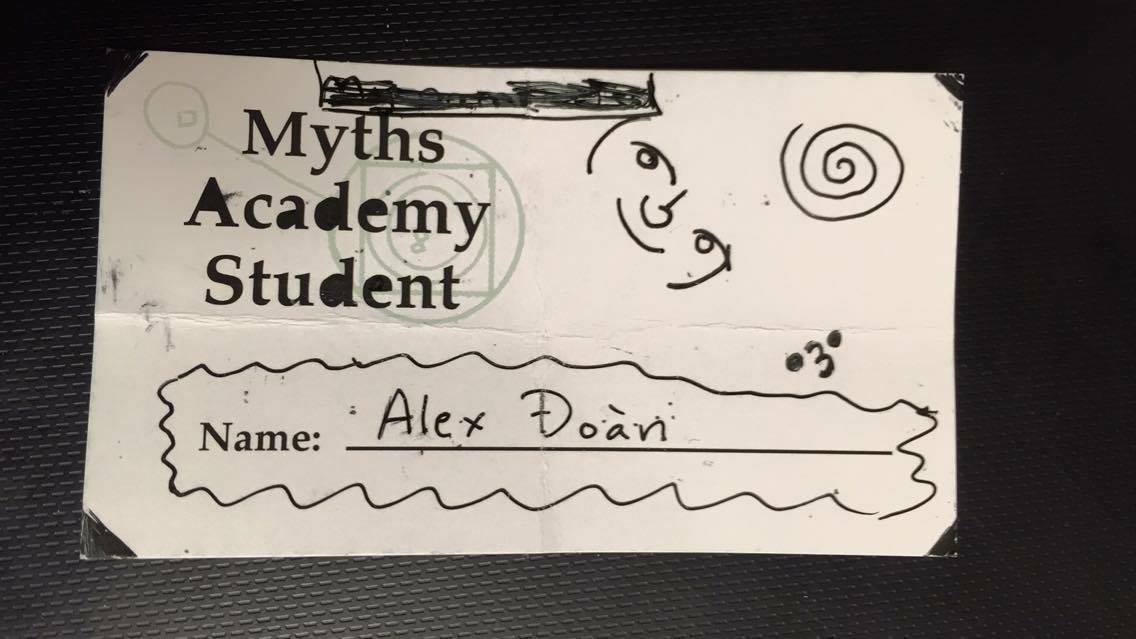 Myths
Academy
Student
Name: Alex Đoàn